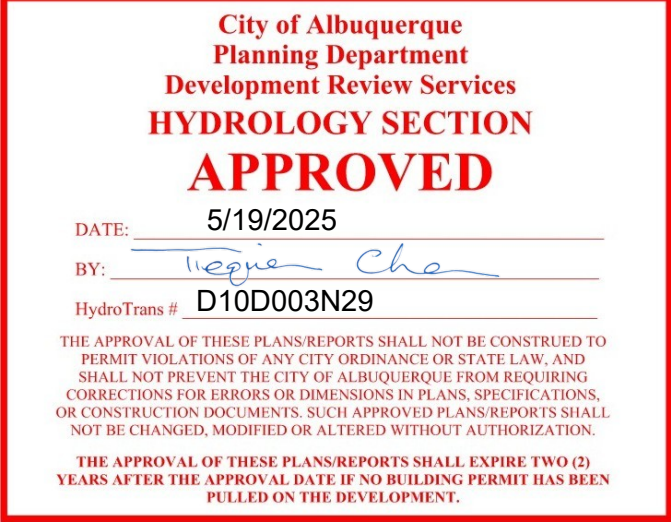 City of Albuquerque
Planning Department
Development Review Services
HYDROLOGY SECTION
APPROVED
DATE: 5/19/2025
BY: Chen
HydroTrans # D10D003N29
THE APPROVAL OF THESE PLANS/REPORTS SHALL NOT BE CONSTRUED TO
PERMIT VIOLATIONS OF ANY CITY ORDINANCE OR STATE LAW, AND
SHALL NOT PREVENT THE CITY OF ALBUQUERQUE FROM REQUIRING
CORRECTIONS FOR ERRORS OR DIMENSIONS IN PLANS, SPECIFICATIONS,
OR CONSTRUCTION DOCUMENTS. SUCH APPROVED PLANS/REPORTS SHALL
NOT BE CHANGED, MODIFIED OR ALTERED WITHOUT AUTHORIZATION.
THE APPROVAL OF THESE PLANS/REPORTS SHALL EXPIRE TWO (2)
YEARS AFTER THE APPROVAL DATE IF NO BUILDING PERMIT HAS BEEN
PULLED ON THE DEVELOPMENT.